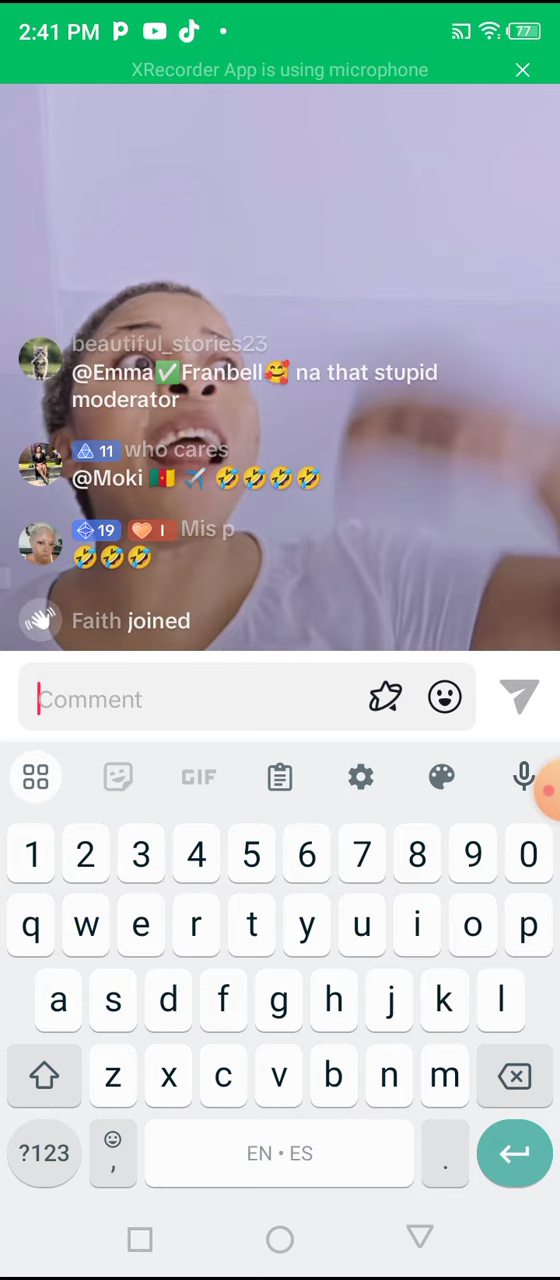 2:41 PM
77
XRecorder App is using microphone
beautiful_stories23
@Emma✅Franbell🥰 na that stupid
moderator
11 who cares
@Moki 🇨🇲 ✈️ 🤣🤣🤣🤣
19 I Mis p
🤣🤣🤣
Faith joined
Comment
GIF
1 2 3 4 5 6 7 8 9 0
q w e r t y u i o p
a s d f g h j k l
z x c v b n m
?123 , EN • ES .